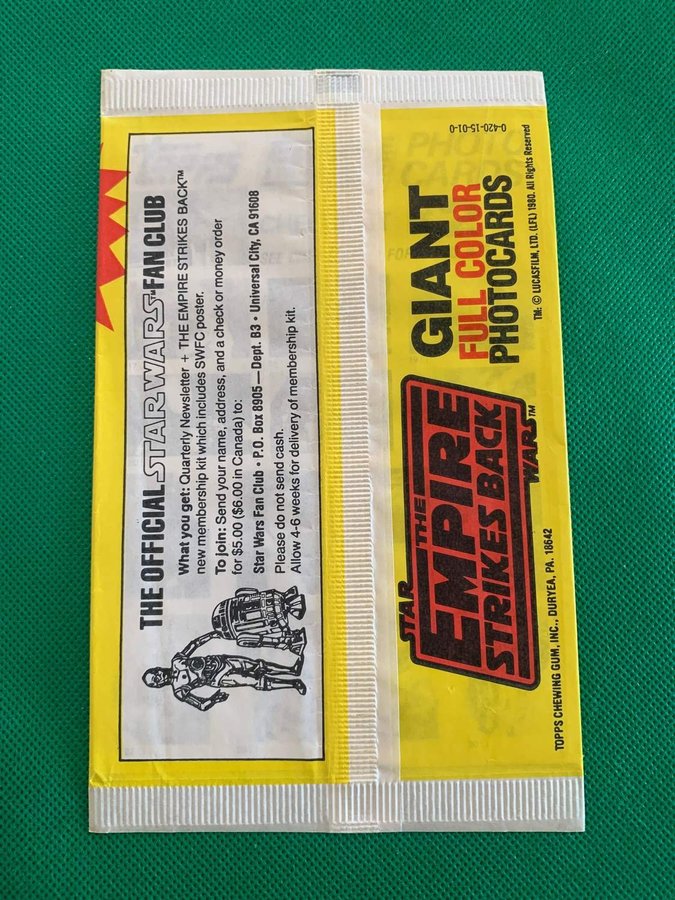 THE OFFICIAL STAR WARS™ FAN CLUB
What you get: Quarterly Newsletter + THE EMPIRE STRIKES BACK™
new membership kit which includes SWFC poster.
To join: Send your name, address, and a check or money order
for $5.00 ($6.00 in Canada) to:
Star Wars Fan Club • P.O. Box 8905 — Dept. B3 • Universal City, CA 91608
Please do not send cash.
Allow 4-6 weeks for delivery of membership kit.
0-420-15-01-0
STAR
THE
EMPIRE
STRIKES BACK
WARS™
GIANT
FULL COLOR
PHOTOCARDS
TM: © LUCASFILM, LTD. (LFL) 1980. All Rights Reserved
TOPPS CHEWING GUM, INC., DURYEA, PA. 18642